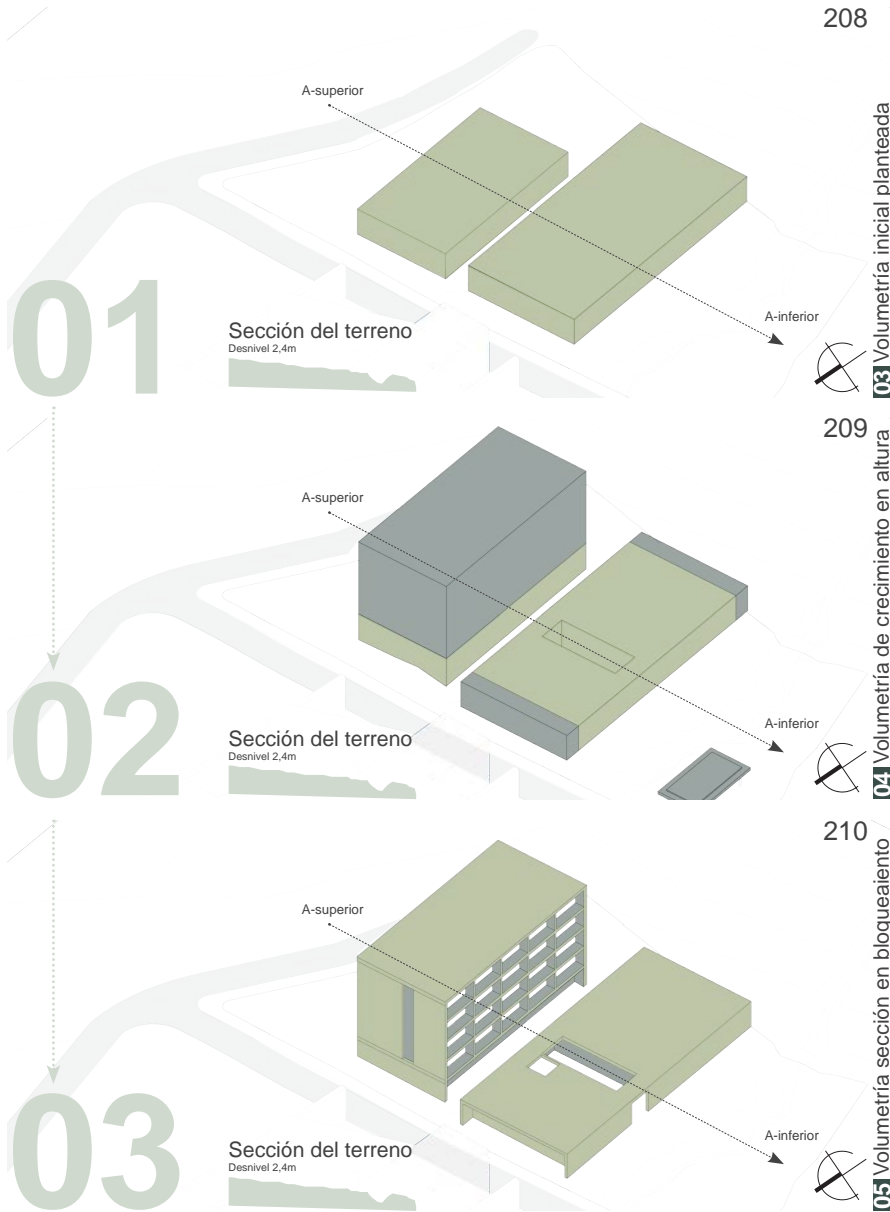 208
A-superior
A-inferior
01
Sección del terreno
Desnivel 2,4m
03 Volumetría inicial planteada
209
A-superior
A-inferior
02
Sección del terreno
Desnivel 2,4m
04 Volumetría de crecimiento en altura
210
A-superior
A-inferior
03
Sección del terreno
Desnivel 2,4m
05 Volumetría sección en bloqueaiento